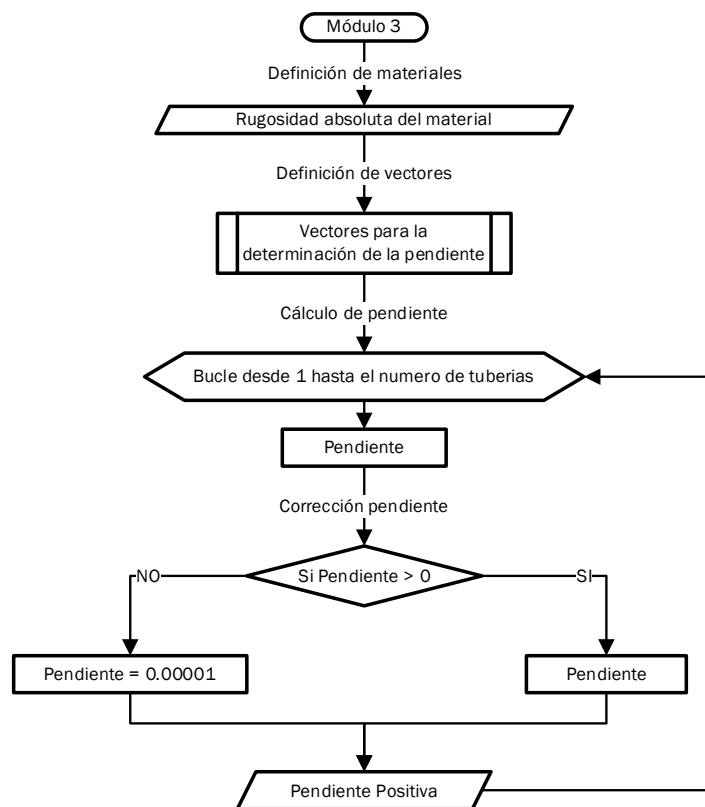 Módulo 3
Definición de materiales
Rugosidad absoluta del material
Definición de vectores
Vectores para la
determinación de la pendiente
Cálculo de pendiente
Bucle desde 1 hasta el numero de tuberias
Pendiente
Corrección pendiente
Si Pendiente > 0
NO
SI
Pendiente = 0.00001
Pendiente
Pendiente Positiva